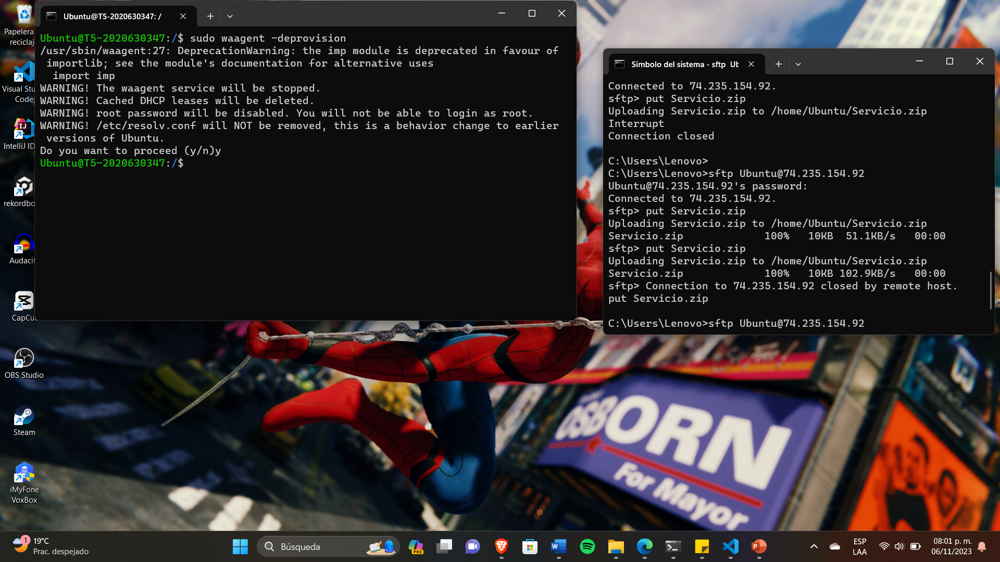 Papelera
reciclaj
Visual Stu
Code
IJ
IntelliJ ID
rekordbo
Audacit
CapCut
OBS Studio
Steam
iMyFone
VoxBox
Ubuntu@T5-2020630347: /
Ubuntu@T5-2020630347:/$ sudo waagent -deprovision
/usr/sbin/waagent:27: DeprecationWarning: the imp module is deprecated in favour of
importlib; see the module's documentation for alternative uses
import imp
WARNING! The waagent service will be stopped.
WARNING! Cached DHCP leases will be deleted.
WARNING! root password will be disabled. You will not be able to login as root.
WARNING! /etc/resolv.conf will NOT be removed, this is a behavior change to earlier
versions of Ubuntu.
Do you want to proceed (y/n)y
Ubuntu@T5-2020630347:/$
Símbolo del sistema - sftp Ub
Connected to 74.235.154.92.
sftp> put Servicio.zip
Uploading Servicio.zip to /home/Ubuntu/Servicio.zip
Interrupt
Connection closed
C:\Users\Lenovo>
C:\Users\Lenovo>sftp Ubuntu@74.235.154.92
Ubuntu@74.235.154.92's password:
Connected to 74.235.154.92.
sftp> put Servicio.zip
Uploading Servicio.zip to /home/Ubuntu/Servicio.zip
Servicio.zip 100% 10KB 51.1KB/s 00:00
sftp> put Servicio.zip
Uploading Servicio.zip to /home/Ubuntu/Servicio.zip
Servicio.zip 100% 10KB 102.9KB/s 00:00
sftp> Connection to 74.235.154.92 closed by remote host.
put Servicio.zip
C:\Users\Lenovo>sftp Ubuntu@74.235.154.92
OSBORN
For Mayor
1
19°C
Prac. despejado
Búsqueda
PRE
W
P
ESP
LAA
08:01 p. m.
06/11/2023